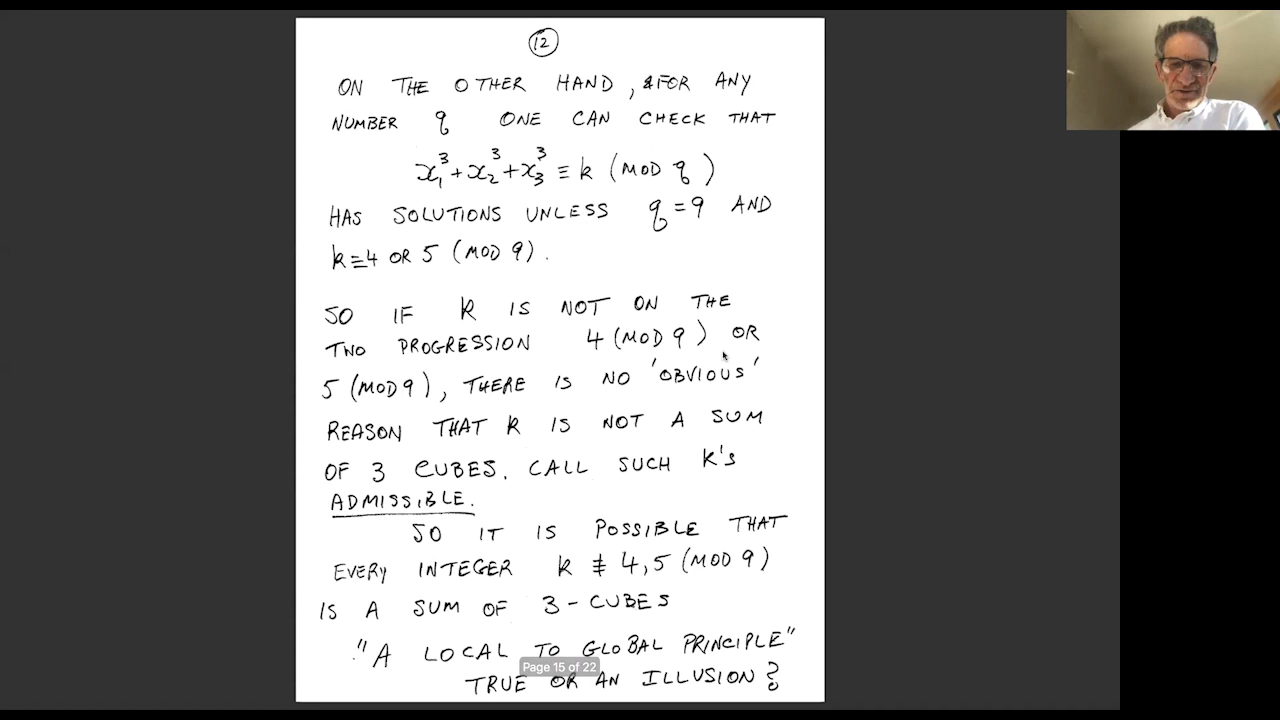 12
ON THE OTHER HAND, FOR ANY
NUMBER q ONE CAN CHECK THAT
x₁³+x₂³+x₃³ ≡ k (MOD q)
HAS SOLUTIONS UNLESS q=9 AND
k≡4 OR 5 (MOD 9).
SO IF k IS NOT ON THE
TWO PROGRESSION 4 (MOD 9) OR
5 (MOD 9), THERE IS NO 'OBVIOUS'
REASON THAT k IS NOT A SUM
OF 3 CUBES. CALL SUCH k's
ADMISSIBLE.
SO IT IS POSSIBLE THAT
EVERY INTEGER k ≢ 4,5 (MOD 9)
IS A SUM OF 3-CUBES
"A LOCAL TO GLOBAL PRINCIPLE"
Page 15 of 22
TRUE OR AN ILLUSION?